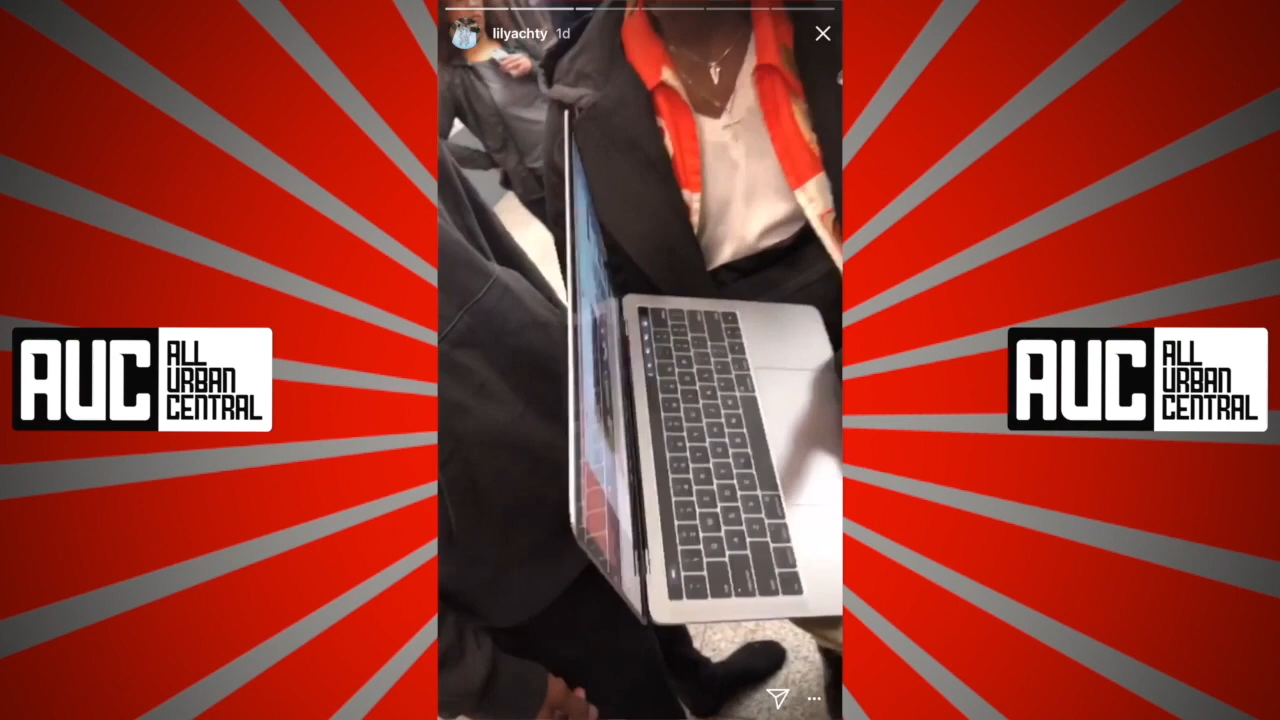 lilyachty 1d
AUC
ALL
URBAN
CENTRAL
AUC
ALL
URBAN
CENTRAL